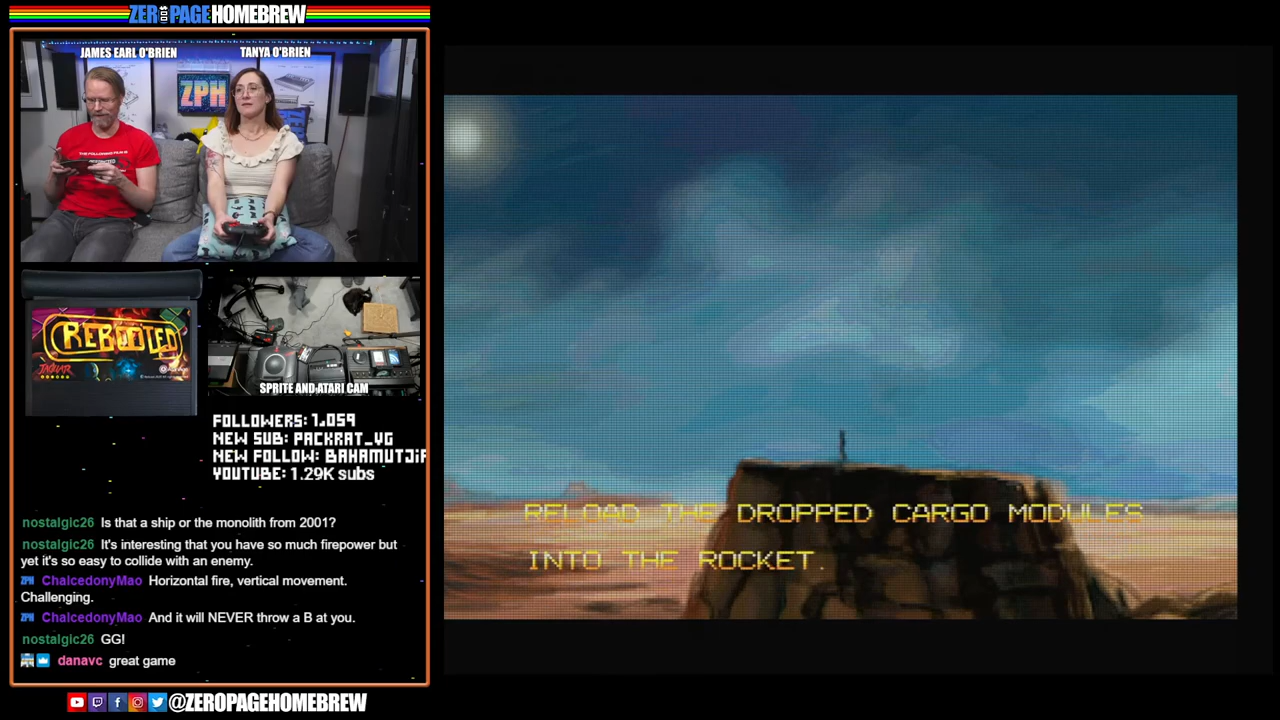 ZERO PAGE HOMEBREW
JAMES EARL O'BRIEN
TANYA O'BRIEN
ZPH
REBOOTED
JAGUAR
SPRITE AND ATARI CAM
FOLLOWERS: 1,059
NEW SUB: PACKRAT_VG
NEW FOLLOW: BAHAMUTJIF
YOUTUBE: 1.29K subs
nostalgic26 Is that a ship or the monolith from 2001?
nostalgic26 It's interesting that you have so much firepower but
yet it's so easy to collide with an enemy.
ZPH ChalcedonyMao Horizontal fire, vertical movement.
Challenging.
ZPH ChalcedonyMao And it will NEVER throw a B at you.
nostalgic26 GG!
danavc great game
@ZEROPAGEHOMEBREW
RELOAD THE DROPPED CARGO MODULES
INTO THE ROCKET.